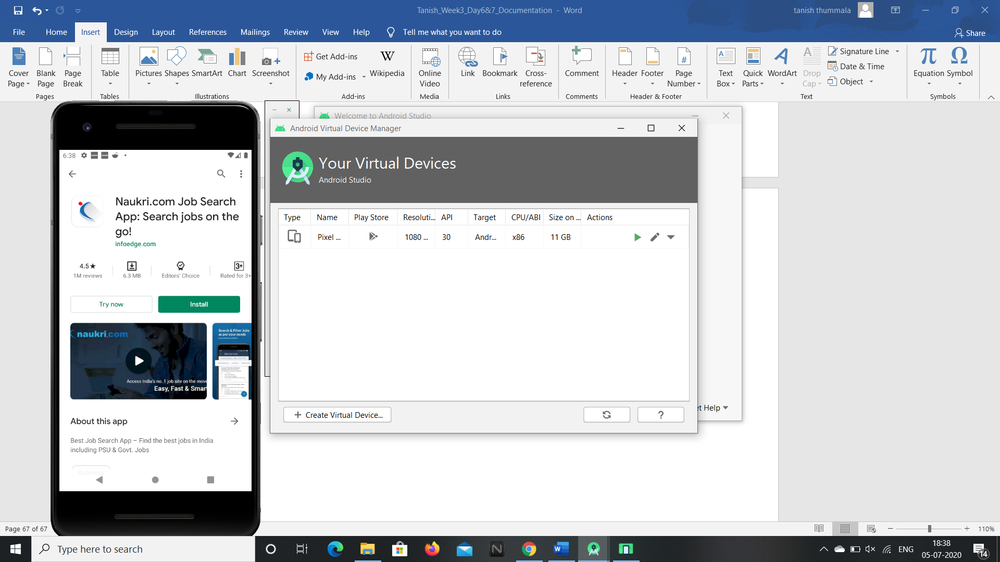 Tanish_Week3_Day6&7_Documentation - Word
tanish thummala
File Home Insert Design Layout References Mailings Review View Help Tell me what you want to do
Share
Cover Page
Blank Page
Page Break
Pages
Table
Tables
Pictures
Shapes
SmartArt
Chart
Screenshot
Illustrations
Get Add-ins
My Add-ins
Wikipedia
Add-ins
Online Video
Media
Link
Bookmark
Cross-reference
Links
Comment
Comments
Header
Footer
Page Number
Header & Footer
Text Box
Quick Parts
WordArt
Drop Cap
Signature Line
Date & Time
Object
Text
Equation
Symbol
Symbols
6:38
Naukri.com Job Search
App: Search jobs on the
go!
infoedge.com
4.5★
1M reviews
6.3 MB
Editors' Choice
3+
Rated for 3+
Try now
Install
naukri.com
Access India's no. 1 job site on the move
Easy, Fast & Smart
Search & Filter Jobs
as per your needs
About this app
Best Job Search App – Find the best jobs in India
including PSU & Govt. Jobs
Business
Welcome to Android Studio
Android Virtual Device Manager
Your Virtual Devices
Android Studio
Type Name Play Store Resoluti... API Target CPU/ABI Size on ... Actions
Pixel ... 1080 ... 30 Andr... x86 11 GB
+ Create Virtual Device...
?
et Help
Page 67 of 67
110%
Type here to search
ENG
18:38
05-07-2020
14